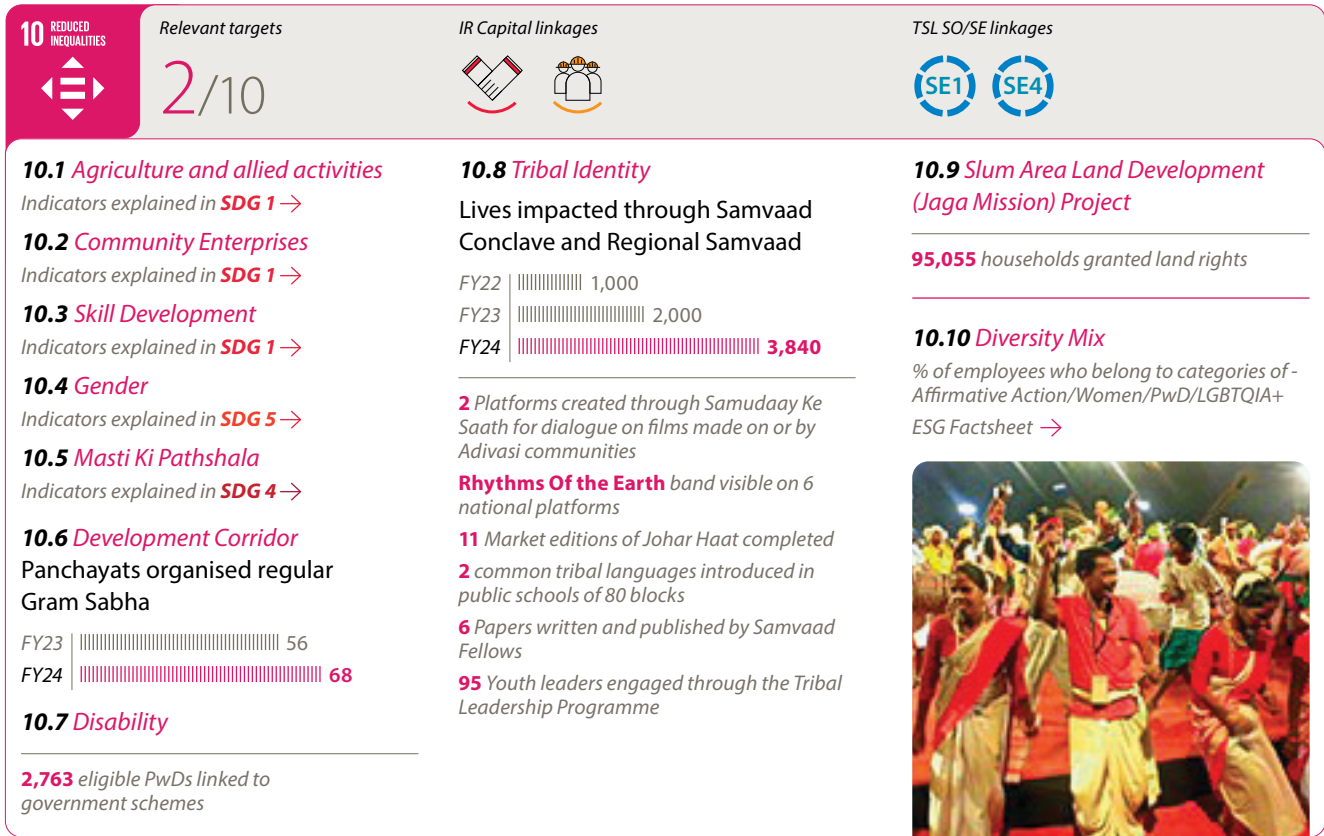 10 REDUCED
INEQUALITIES
Relevant targets
2/10
IR Capital linkages
TSL SO/SE linkages
SE1 SE4
10.1 Agriculture and allied activities
Indicators explained in SDG 1 →
10.2 Community Enterprises
Indicators explained in SDG 1 →
10.3 Skill Development
Indicators explained in SDG 1 →
10.4 Gender
Indicators explained in SDG 5 →
10.5 Masti Ki Pathshala
Indicators explained in SDG 4 →
10.6 Development Corridor
Panchayats organised regular
Gram Sabha
FY23 56
FY24 68
10.7 Disability
2,763 eligible PwDs linked to
government schemes
10.8 Tribal Identity
Lives impacted through Samvaad
Conclave and Regional Samvaad
FY22 1,000
FY23 2,000
FY24 3,840
2 Platforms created through Samudaay Ke
Saath for dialogue on films made on or by
Adivasi communities
Rhythms Of the Earth band visible on 6
national platforms
11 Market editions of Johar Haat completed
2 common tribal languages introduced in
public schools of 80 blocks
6 Papers written and published by Samvaad
Fellows
95 Youth leaders engaged through the Tribal
Leadership Programme
10.9 Slum Area Land Development
(Jaga Mission) Project
95,055 households granted land rights
10.10 Diversity Mix
% of employees who belong to categories of -
Affirmative Action/Women/PwD/LGBTQIA+
ESG Factsheet →